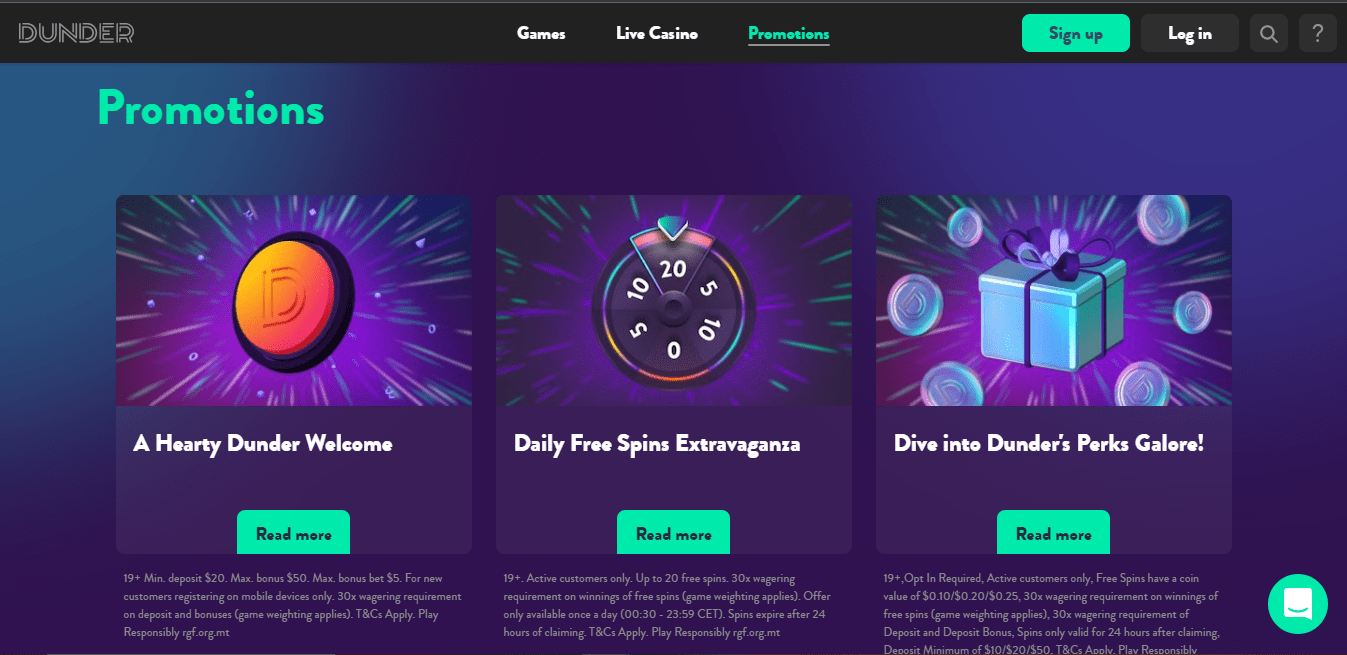 DUNDER
Games
Live Casino
Promotions
Sign up
Log in
?
Promotions
D
20
5
10
0
5
10
A Hearty Dunder Welcome
Read more
19+ Min. deposit $20. Max. bonus $50. Max. bonus bet $5. For new
customers registering on mobile devices only. 30x wagering requirement
on deposit and bonuses (game weighting applies). T&Cs Apply. Play
Responsibly rgf.org.mt
Daily Free Spins Extravaganza
Read more
19+. Active customers only. Up to 20 free spins. 30x wagering
requirement on winnings of free spins (game weighting applies). Offer
only available once a day (00:30 - 23:59 CET). Spins expire after 24
hours of claiming. T&Cs Apply. Play Responsibly rgf.org.mt
Dive into Dunder's Perks Galore!
Read more
19+,Opt In Required, Active customers only, Free Spins have a coin
value of $0.10/$0.20/$0.25, 30x wagering requirement on winnings of
free spins (game weighting applies), 30x wagering requirement of
Deposit and Deposit Bonus, Spins only valid for 24 hours after claiming,
Deposit Minimum of $10/$20/$50, T&Cs Apply. Play Responsibly